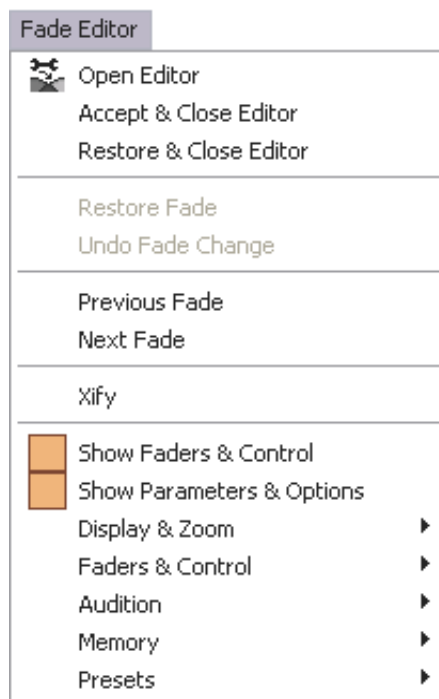 Fade Editor
Open Editor
Accept & Close Editor
Restore & Close Editor
Restore Fade
Undo Fade Change
Previous Fade
Next Fade
Xify
Show Faders & Control
Show Parameters & Options
Display & Zoom
Faders & Control
Audition
Memory
Presets